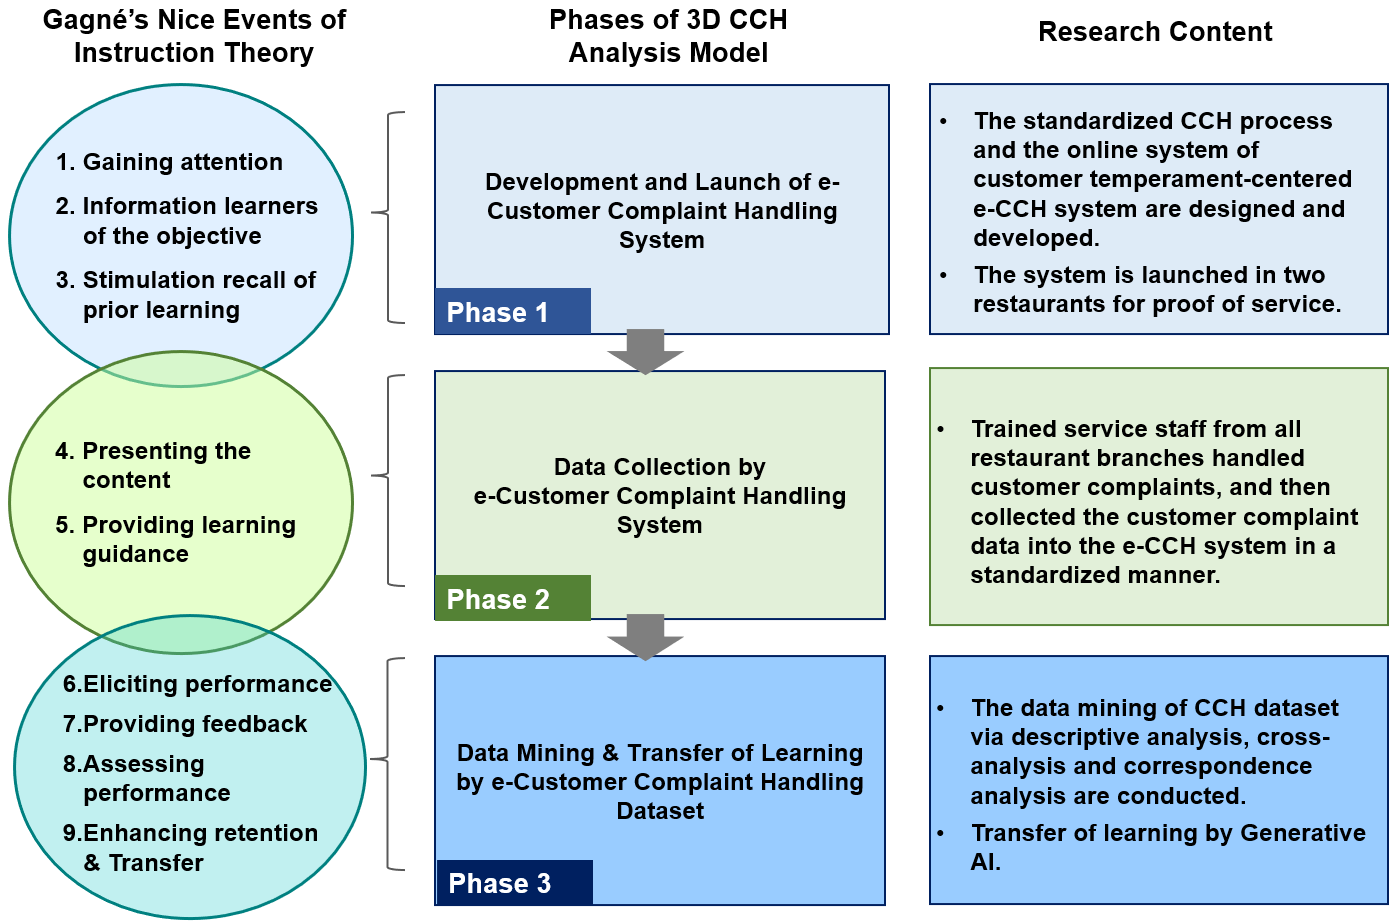 Gagné’s Nice Events of
Instruction Theory
Phases of 3D CCH
Analysis Model
Research Content
1. Gaining attention
2. Information learners
of the objective
3. Stimulation recall of
prior learning
Development and Launch of e-
Customer Complaint Handling
System
Phase 1
• The standardized CCH process
and the online system of
customer temperament-centered
e-CCH system are designed and
developed.
• The system is launched in two
restaurants for proof of service.
4. Presenting the
content
5. Providing learning
guidance
Data Collection by
e-Customer Complaint Handling
System
Phase 2
• Trained service staff from all
restaurant branches handled
customer complaints, and then
collected the customer complaint
data into the e-CCH system in a
standardized manner.
6.Eliciting performance
7.Providing feedback
8.Assessing
performance
9.Enhancing retention
& Transfer
Data Mining & Transfer of Learning
by e-Customer Complaint Handling
Dataset
Phase 3
• The data mining of CCH dataset
via descriptive analysis, cross-
analysis and correspondence
analysis are conducted.
• Transfer of learning by Generative
AI.